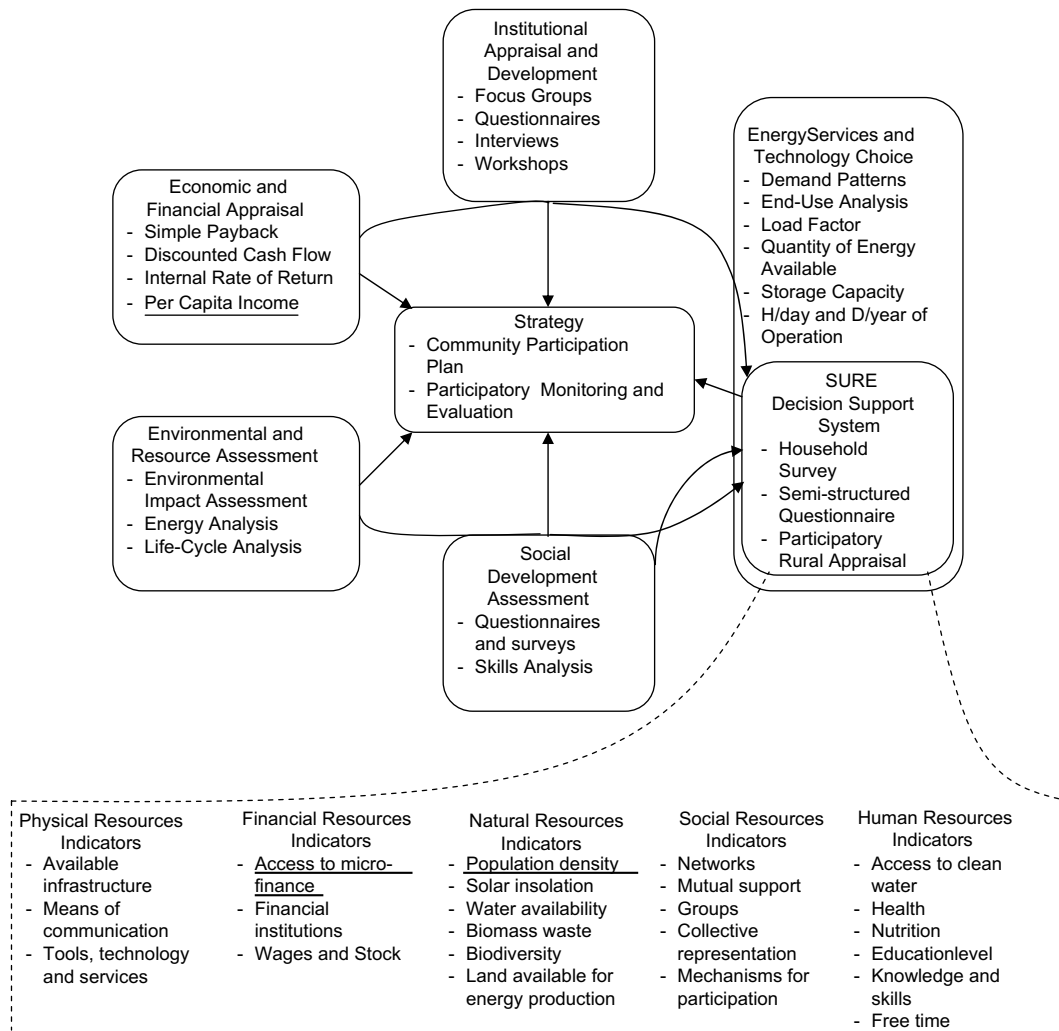 Institutional
Appraisal and
Development
- Focus Groups
- Questionnaires
- Interviews
- Workshops
Economic and
Financial Appraisal
- Simple Payback
- Discounted Cash Flow
- Internal Rate of Return
- Per Capita Income
EnergyServices and
Technology Choice
- Demand Patterns
- End-Use Analysis
- Load Factor
- Quantity of Energy
Available
- Storage Capacity
- H/day and D/year of
Operation
Strategy
- Community Participation
Plan
- Participatory Monitoring and
Evaluation
SURE
Decision Support
System
- Household
Survey
- Semi-structured
Questionnaire
- Participatory
Rural Appraisal
Environmental and
Resource Assessment
- Environmental
Impact Assessment
- Energy Analysis
- Life-Cycle Analysis
Social
Development
Assessment
- Questionnaires
and surveys
- Skills Analysis
Physical Resources
Indicators
- Available
infrastructure
- Means of
communication
- Tools, technology
and services
Financial Resources
Indicators
- Access to micro-
finance
- Financial
institutions
- Wages and Stock
Natural Resources
Indicators
- Population density
- Solar insolation
- Water availability
- Biomass waste
- Biodiversity
- Land available for
energy production
Social Resources
Indicators
- Networks
- Mutual support
- Groups
- Collective
representation
- Mechanisms for
participation
Human Resources
Indicators
- Access to clean
water
- Health
- Nutrition
- Educationlevel
- Knowledge and
skills
- Free time